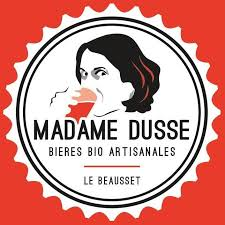 MADAME DUSSE
BIERES BIO ARTISANALES
LE BEAUSSET